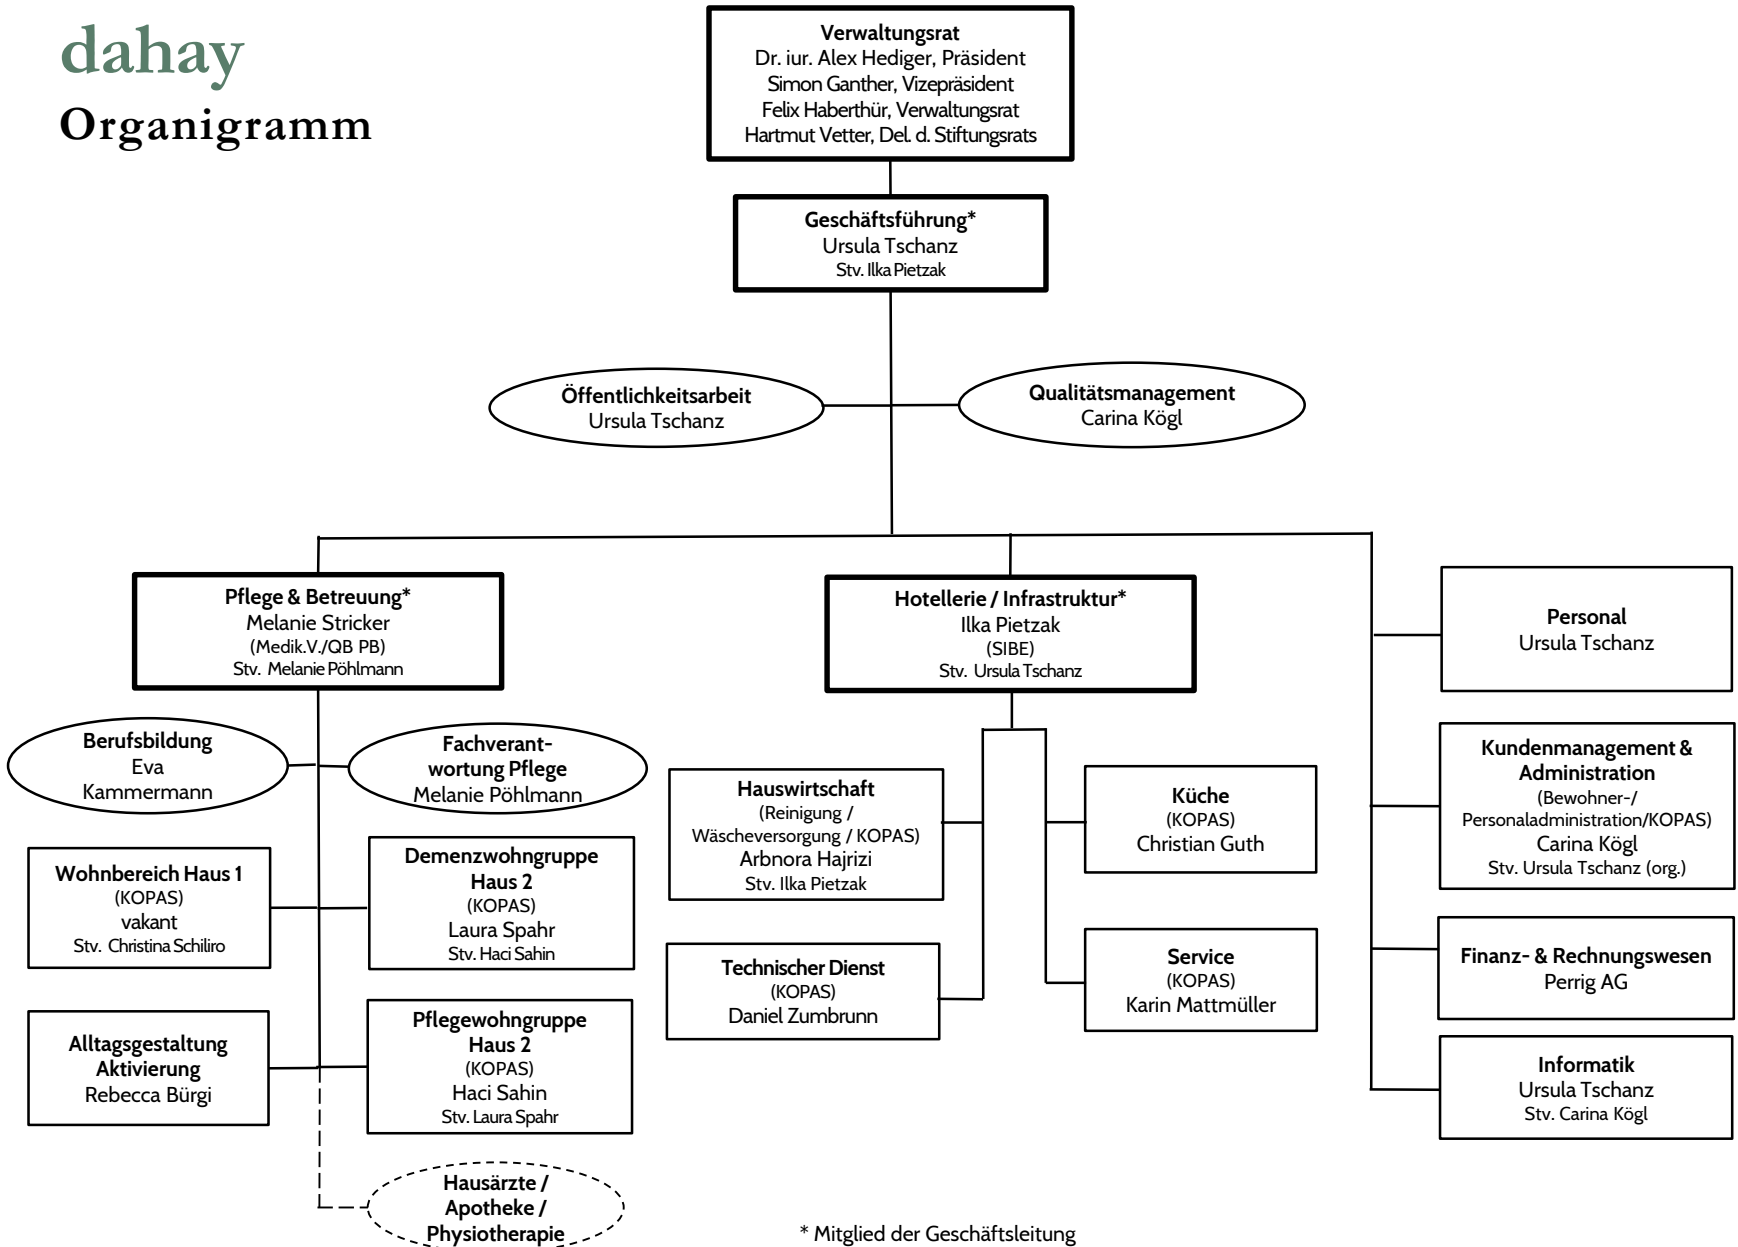 dahay
Organigramm
Verwaltungsrat
Dr. iur. Alex Hediger, Präsident
Simon Ganther, Vizepräsident
Felix Haberthür, Verwaltungsrat
Hartmut Vetter, Del. d. Stiftungsrats
Geschäftsführung*
Ursula Tschanz
Stv. Ilka Pietzak
Öffentlichkeitsarbeit
Ursula Tschanz
Qualitätsmanagement
Carina Kögl
Pflege & Betreuung*
Melanie Stricker
(Medik.V./QB PB)
Stv. Melanie Pöhlmann
Hotellerie / Infrastruktur*
Ilka Pietzak
(SIBE)
Stv. Ursula Tschanz
Personal
Ursula Tschanz
Berufsbildung
Eva
Kammermann
Fachverant-
wortung Pflege
Melanie Pöhlmann
Wohnbereich Haus 1
(KOPAS)
vakant
Stv. Christina Schiliro
Demenzwohngruppe
Haus 2
(KOPAS)
Laura Spahr
Stv. Haci Sahin
Alltagsgestaltung
Aktivierung
Rebecca Bürgi
Pflegewohngruppe
Haus 2
(KOPAS)
Haci Sahin
Stv. Laura Spahr
Hausärzte /
Apotheke /
Physiotherapie
Hauswirtschaft
(Reinigung /
Wäscheversorgung / KOPAS)
Arbnora Hajrizi
Stv. Ilka Pietzak
Küche
(KOPAS)
Christian Guth
Technischer Dienst
(KOPAS)
Daniel Zumbrunn
Service
(KOPAS)
Karin Mattmüller
Kundenmanagement &
Administration
(Bewohner-/
Personaladministration/KOPAS)
Carina Kögl
Stv. Ursula Tschanz (org.)
Finanz- & Rechnungswesen
Perrig AG
Informatik
Ursula Tschanz
Stv. Carina Kögl
* Mitglied der Geschäftsleitung